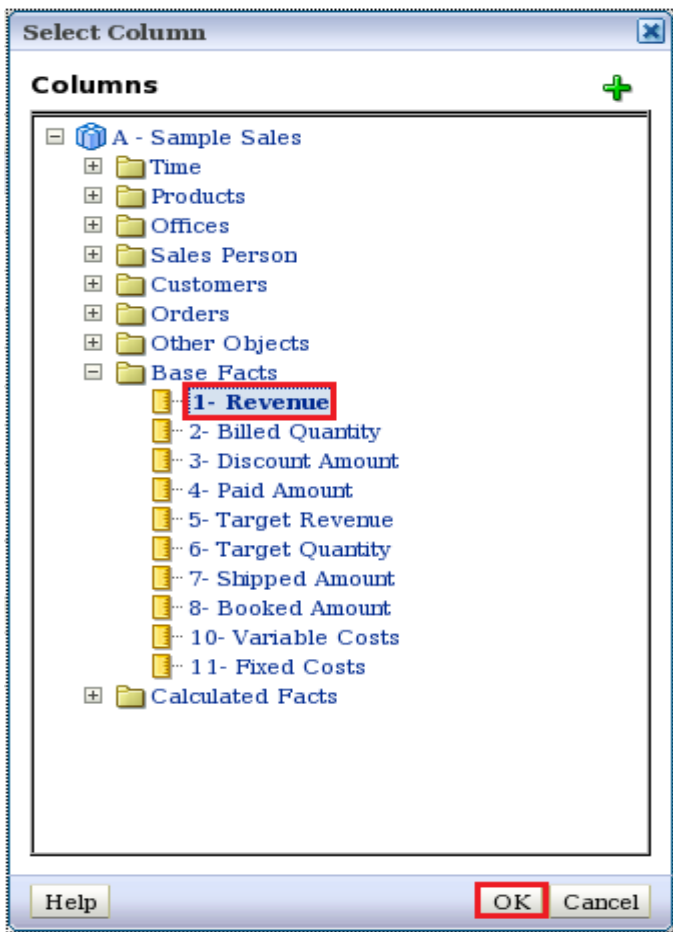 Select Column
Columns
A - Sample Sales
Time
Products
Offices
Sales Person
Customers
Orders
Other Objects
Base Facts
1- Revenue
2- Billed Quantity
3- Discount Amount
4- Paid Amount
5- Target Revenue
6- Target Quantity
7- Shipped Amount
8- Booked Amount
10- Variable Costs
11- Fixed Costs
Calculated Facts
Help OK Cancel